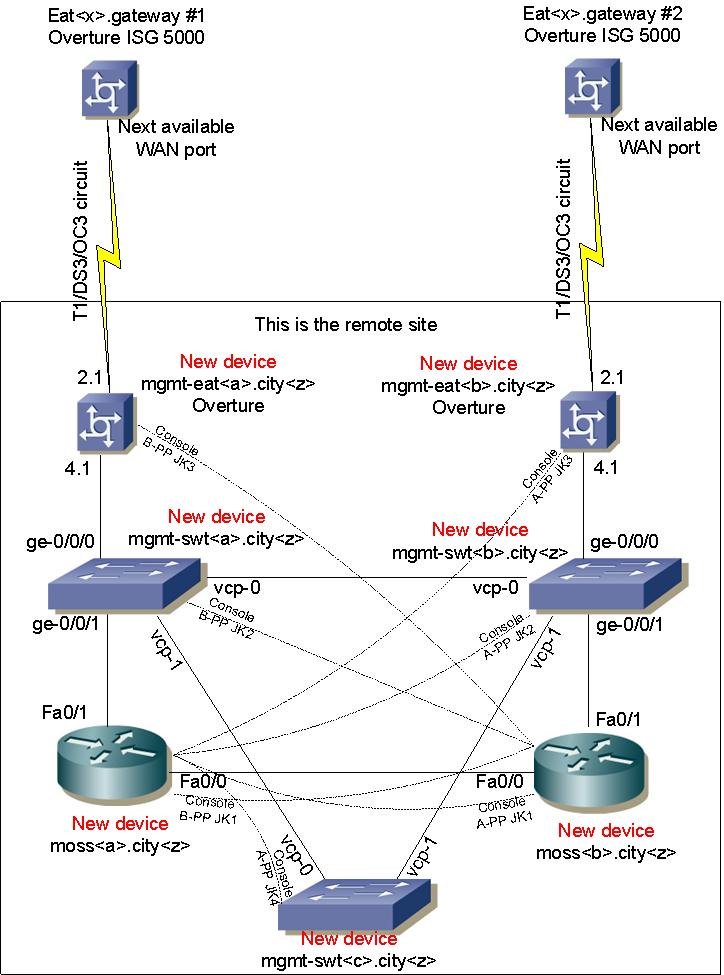 Eat<x>.gateway #1
Overture ISG 5000
Eat<x>.gateway #2
Overture ISG 5000
Next available
WAN port
Next available
WAN port
T1/DS3/OC3 circuit
T1/DS3/OC3 circuit
This is the remote site
New device
mgmt-eat<a>.city<z>
Overture
New device
mgmt-eat<b>.city<z>
Overture
2.1
2.1
4.1
4.1
Console
B-PP JK3
Console
A-PP JK3
New device
mgmt-swt<a>.city<z>
New device
mgmt-swt<b>.city<z>
ge-0/0/0
ge-0/0/0
vcp-0
vcp-0
ge-0/0/1
ge-0/0/1
Console
B-PP JK2
Console
A-PP JK2
vcp-1
vcp-1
Fa0/1
Fa0/1
Fa0/0
Fa0/0
Console
B-PP JK1
Console
A-PP JK1
New device
moss<a>.city<z>
New device
moss<b>.city<z>
vcp-0
vcp-1
Console
A-PP JK4
New device
mgmt-swt<c>.city<z>